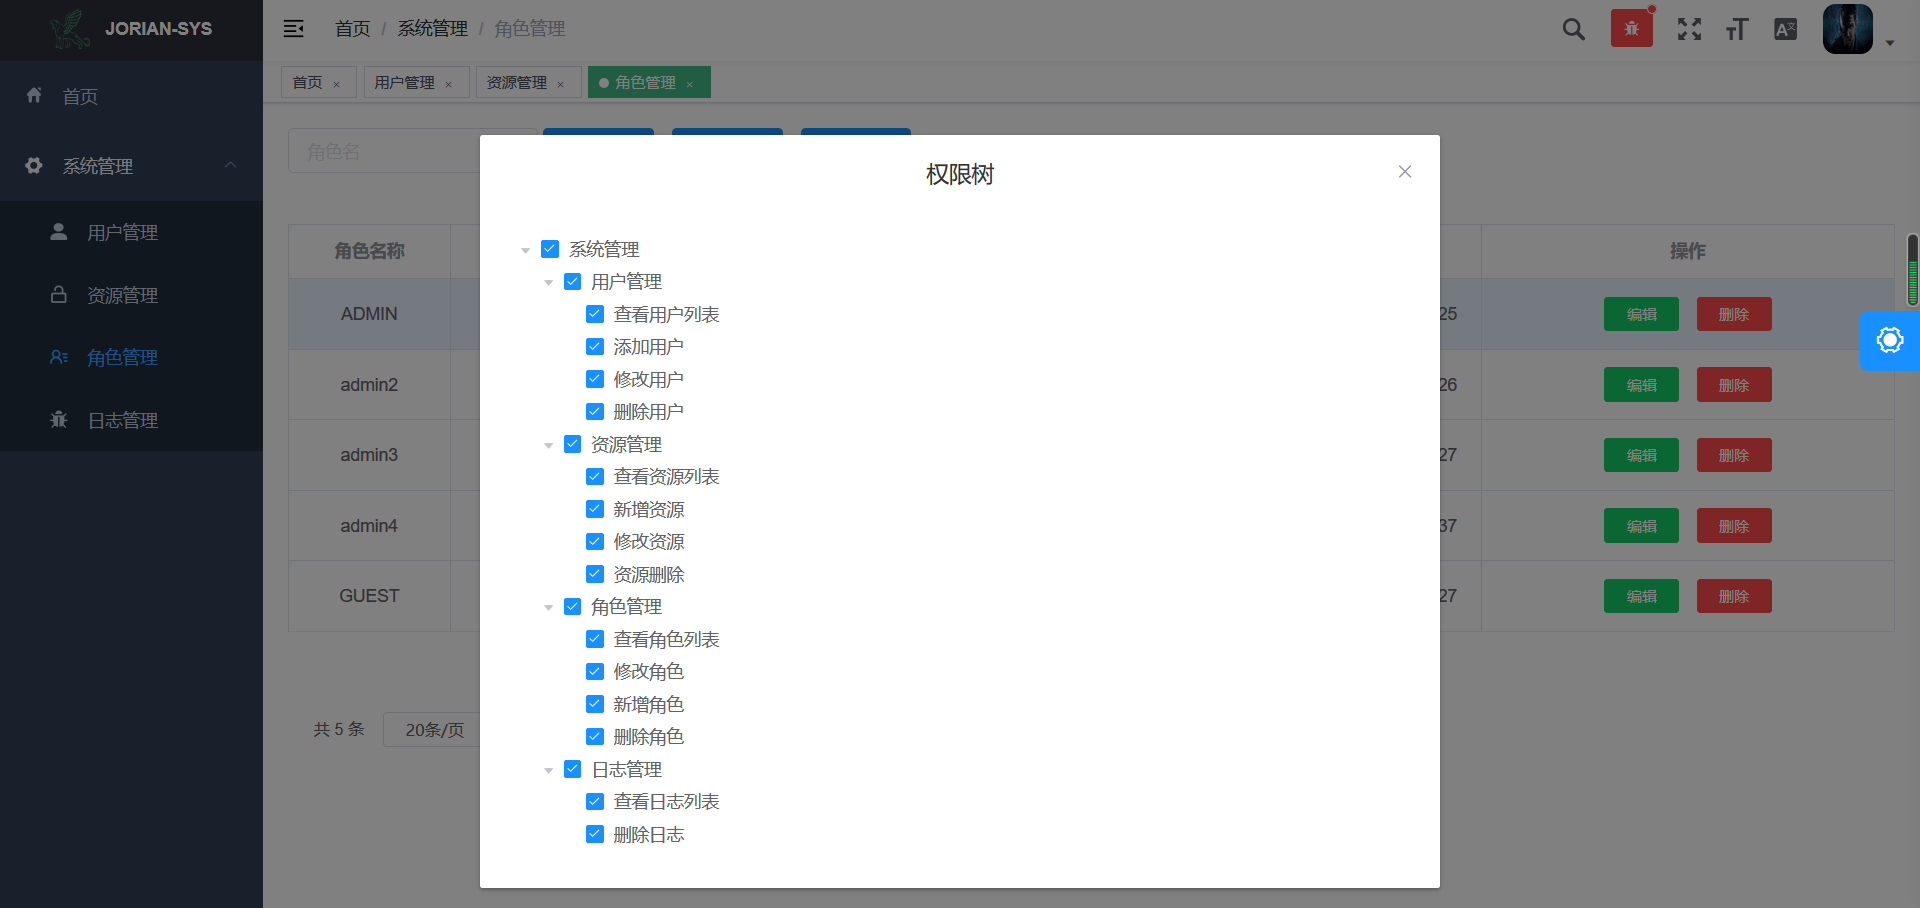 JORIAN-SYS
首页 / 系统管理 / 角色管理
首页 × 用户管理 × 资源管理 × 角色管理 ×
首页
系统管理
用户管理
资源管理
角色管理
日志管理
角色名
角色名称 操作
ADMIN 25 编辑 删除
admin2 26 编辑 删除
admin3 27 编辑 删除
admin4 37 编辑 删除
GUEST 27 编辑 删除
共 5 条 20条/页
权限树
系统管理
用户管理
查看用户列表
添加用户
修改用户
删除用户
资源管理
查看资源列表
新增资源
修改资源
资源删除
角色管理
查看角色列表
修改角色
新增角色
删除角色
日志管理
查看日志列表
删除日志